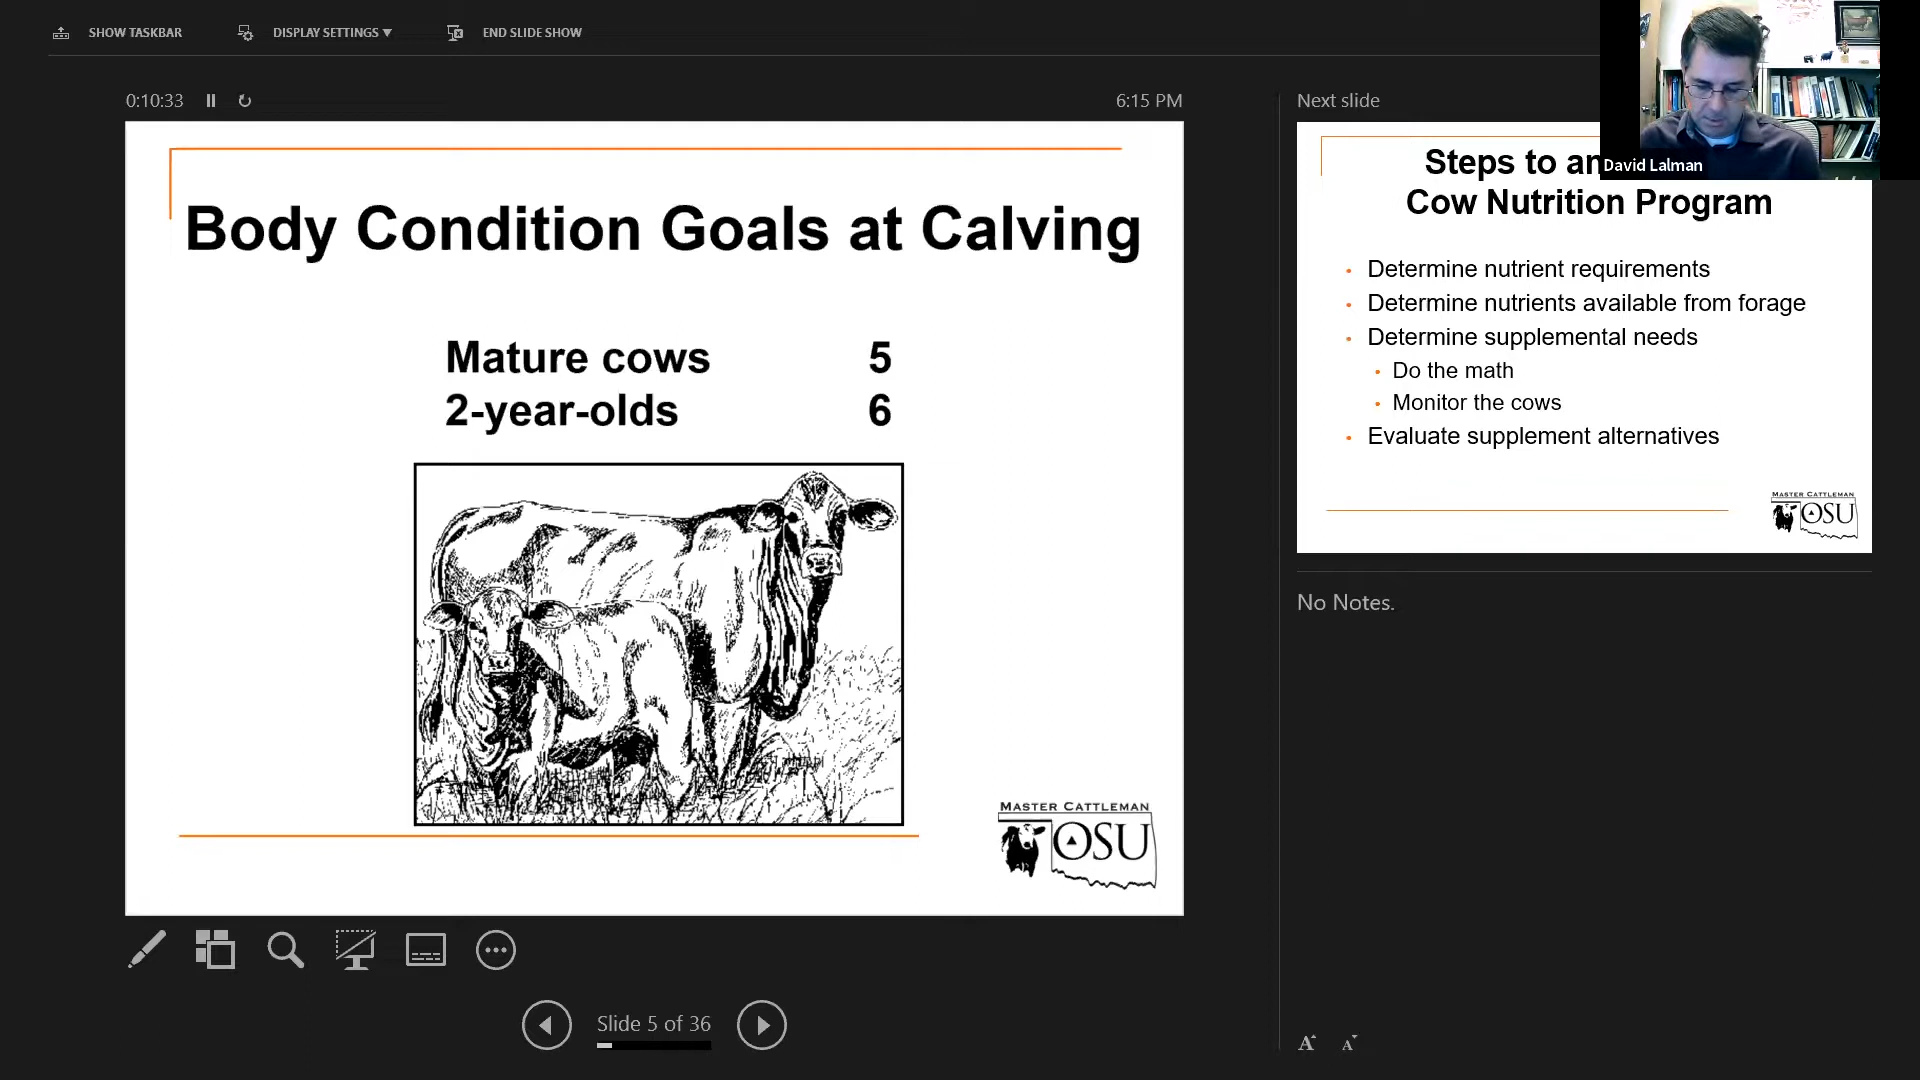 SHOW TASKBAR
DISPLAY SETTINGS ▼
END SLIDE SHOW
0:10:33
6:15 PM
Body Condition Goals at Calving
Mature cows 5
2-year-olds 6
MASTER CATTLEMAN
OSU
Slide 5 of 36
Next slide
David Lalman
Steps to an
Cow Nutrition Program
• Determine nutrient requirements
• Determine nutrients available from forage
• Determine supplemental needs
• Do the math
• Monitor the cows
• Evaluate supplement alternatives
MASTER CATTLEMAN
OSU
No Notes.
A
A